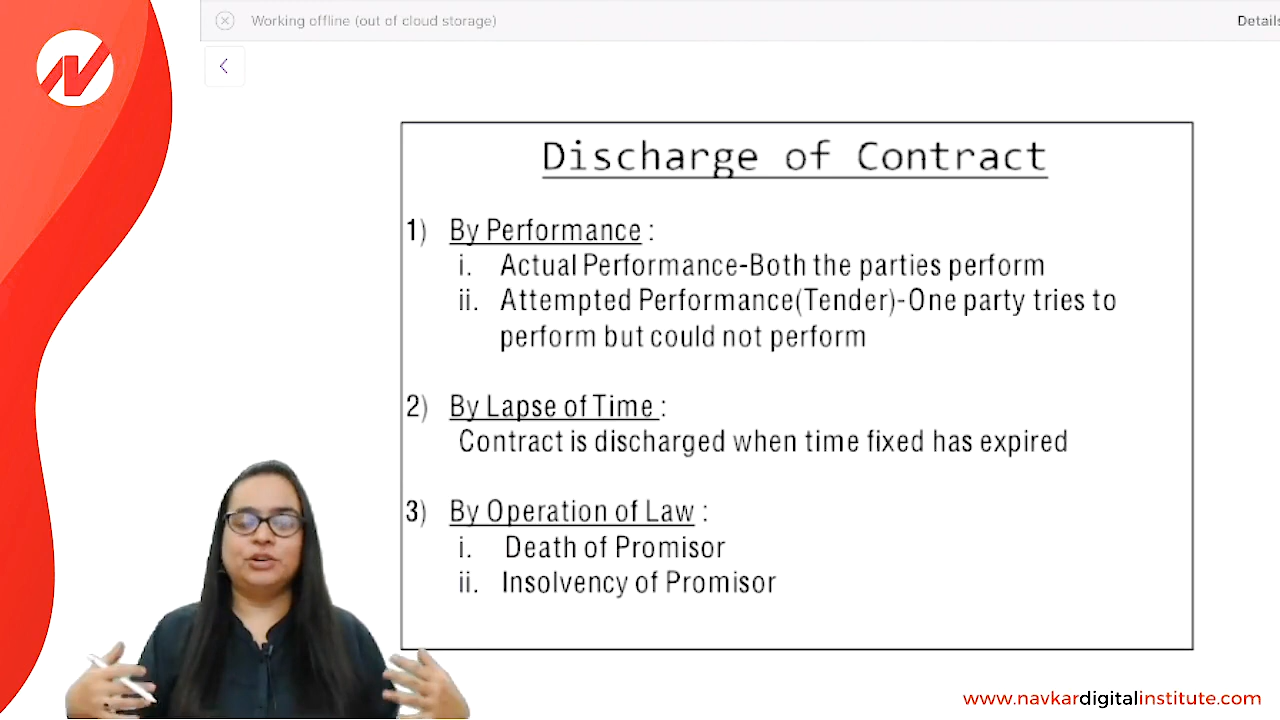 Working offline (out of cloud storage)
Details
Discharge of Contract
1) By Performance :
i. Actual Performance-Both the parties perform
ii. Attempted Performance(Tender)-One party tries to
perform but could not perform
2) By Lapse of Time :
Contract is discharged when time fixed has expired
3) By Operation of Law :
i. Death of Promisor
ii. Insolvency of Promisor
www.navkardigitalinstitute.com